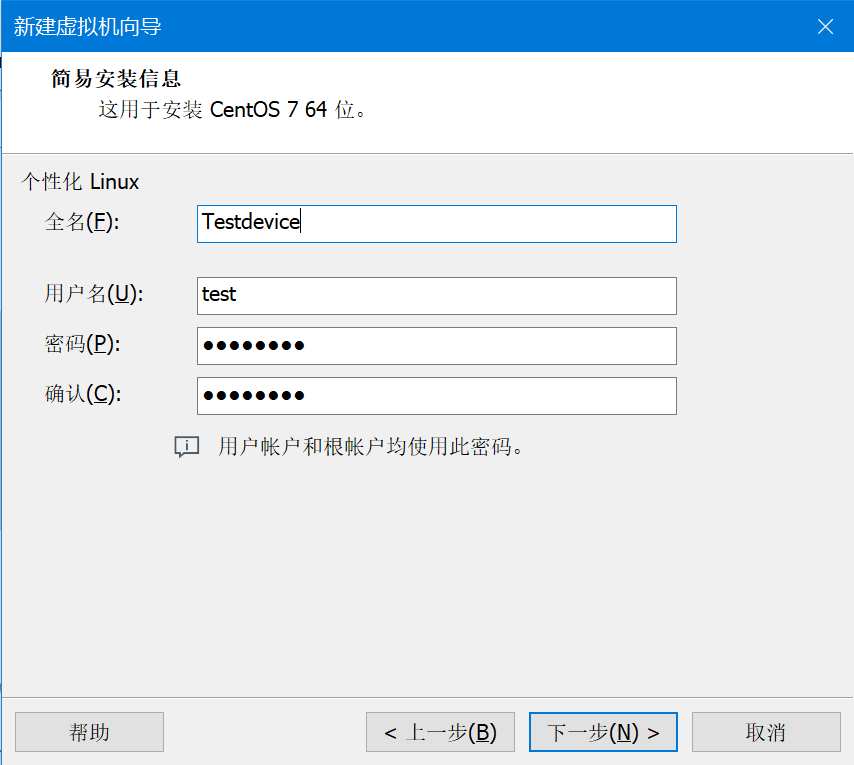 新建虚拟机向导
简易安装信息
这用于安装 CentOS 7 64 位。
个性化 Linux
全名(F): Testdevice
用户名(U): test
密码(P): ●●●●●●●●
确认(C): ●●●●●●●●
用户帐户和根帐户均使用此密码。
帮助 < 上一步(B) 下一步(N) > 取消